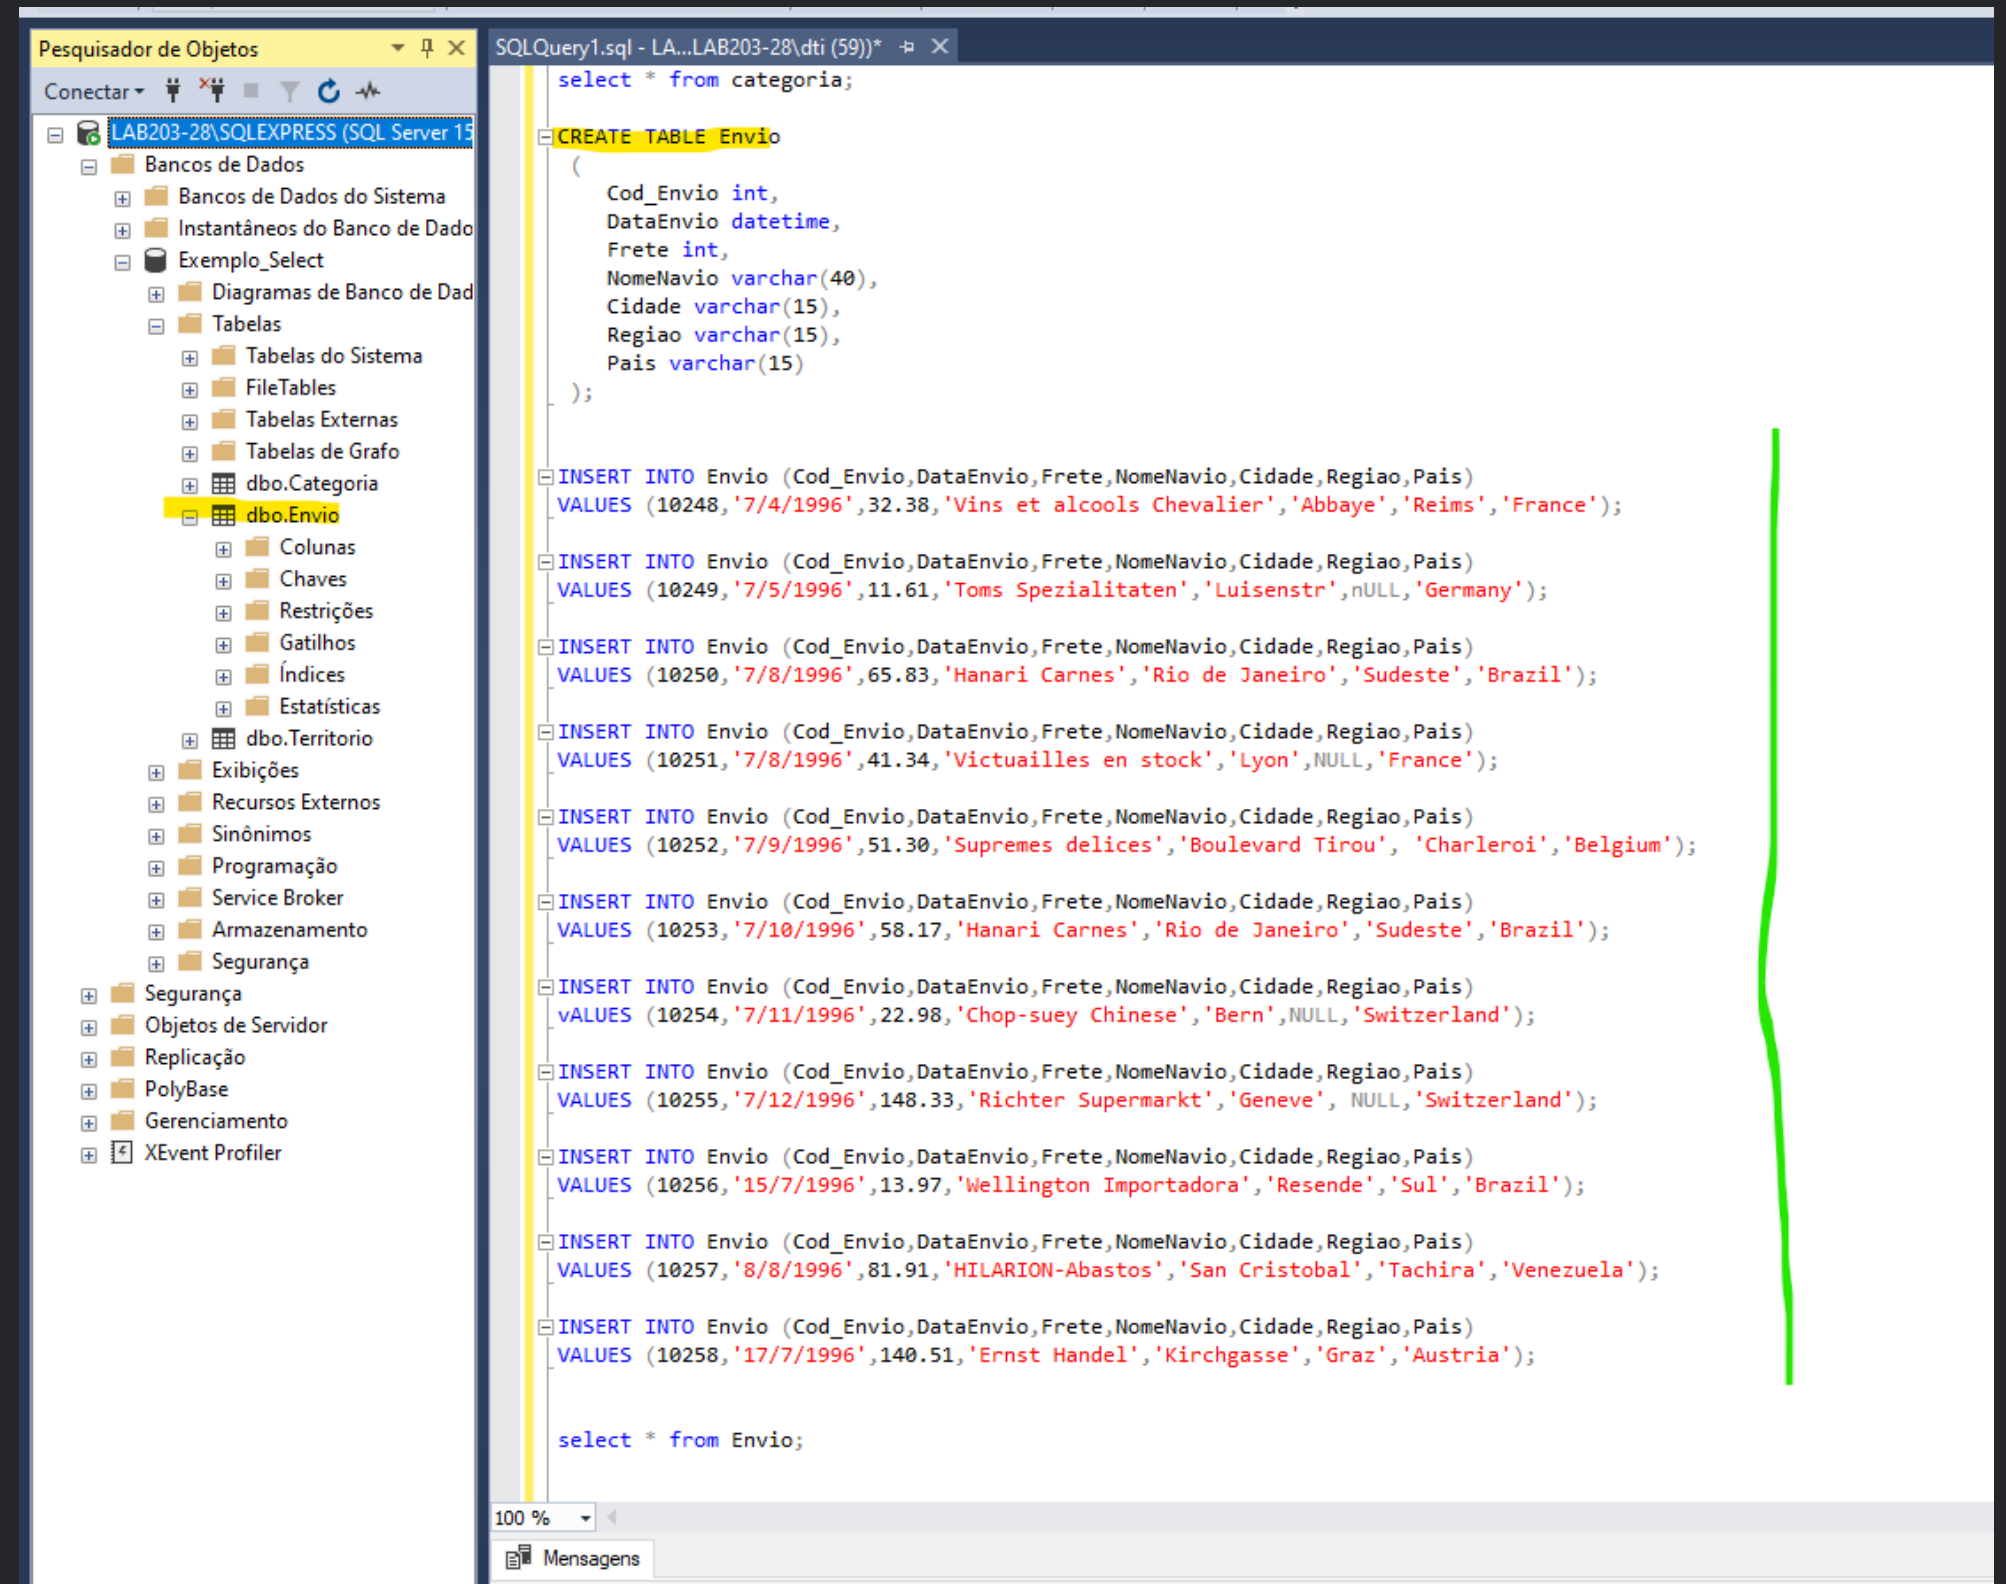 Pesquisador de Objetos
Conectar
LAB203-28\SQLEXPRESS (SQL Server 15
Bancos de Dados
Bancos de Dados do Sistema
Instantâneos do Banco de Dado
Exemplo_Select
Diagramas de Banco de Dad
Tabelas
Tabelas do Sistema
FileTables
Tabelas Externas
Tabelas de Grafo
dbo.Categoria
dbo.Envio
Colunas
Chaves
Restrições
Gatilhos
Índices
Estatísticas
dbo.Territorio
Exibições
Recursos Externos
Sinônimos
Programação
Service Broker
Armazenamento
Segurança
Segurança
Objetos de Servidor
Replicação
PolyBase
Gerenciamento
XEvent Profiler
SQLQuery1.sql - LA...LAB203-28\dti (59))*
select * from categoria;
CREATE TABLE Envio
(
Cod_Envio int,
DataEnvio datetime,
Frete int,
NomeNavio varchar(40),
Cidade varchar(15),
Regiao varchar(15),
Pais varchar(15)
);
INSERT INTO Envio (Cod_Envio,DataEnvio,Frete,NomeNavio,Cidade,Regiao,Pais)
VALUES (10248,'7/4/1996',32.38,'Vins et alcools Chevalier','Abbaye','Reims','France');
INSERT INTO Envio (Cod_Envio,DataEnvio,Frete,NomeNavio,Cidade,Regiao,Pais)
VALUES (10249,'7/5/1996',11.61,'Toms Spezialitaten','Luisenstr',nULL,'Germany');
INSERT INTO Envio (Cod_Envio,DataEnvio,Frete,NomeNavio,Cidade,Regiao,Pais)
VALUES (10250,'7/8/1996',65.83,'Hanari Carnes','Rio de Janeiro','Sudeste','Brazil');
INSERT INTO Envio (Cod_Envio,DataEnvio,Frete,NomeNavio,Cidade,Regiao,Pais)
VALUES (10251,'7/8/1996',41.34,'Victuailles en stock','Lyon',NULL,'France');
INSERT INTO Envio (Cod_Envio,DataEnvio,Frete,NomeNavio,Cidade,Regiao,Pais)
VALUES (10252,'7/9/1996',51.30,'Supremes delices','Boulevard Tirou', 'Charleroi','Belgium');
INSERT INTO Envio (Cod_Envio,DataEnvio,Frete,NomeNavio,Cidade,Regiao,Pais)
VALUES (10253,'7/10/1996',58.17,'Hanari Carnes','Rio de Janeiro','Sudeste','Brazil');
INSERT INTO Envio (Cod_Envio,DataEnvio,Frete,NomeNavio,Cidade,Regiao,Pais)
vALUES (10254,'7/11/1996',22.98,'Chop-suey Chinese','Bern',NULL,'Switzerland');
INSERT INTO Envio (Cod_Envio,DataEnvio,Frete,NomeNavio,Cidade,Regiao,Pais)
VALUES (10255,'7/12/1996',148.33,'Richter Supermarkt','Geneve', NULL,'Switzerland');
INSERT INTO Envio (Cod_Envio,DataEnvio,Frete,NomeNavio,Cidade,Regiao,Pais)
VALUES (10256,'15/7/1996',13.97,'Wellington Importadora','Resende','Sul','Brazil');
INSERT INTO Envio (Cod_Envio,DataEnvio,Frete,NomeNavio,Cidade,Regiao,Pais)
VALUES (10257,'8/8/1996',81.91,'HILARION-Abastos','San Cristobal','Tachira','Venezuela');
INSERT INTO Envio (Cod_Envio,DataEnvio,Frete,NomeNavio,Cidade,Regiao,Pais)
VALUES (10258,'17/7/1996',140.51,'Ernst Handel','Kirchgasse','Graz','Austria');
select * from Envio;
100 %
Mensagens